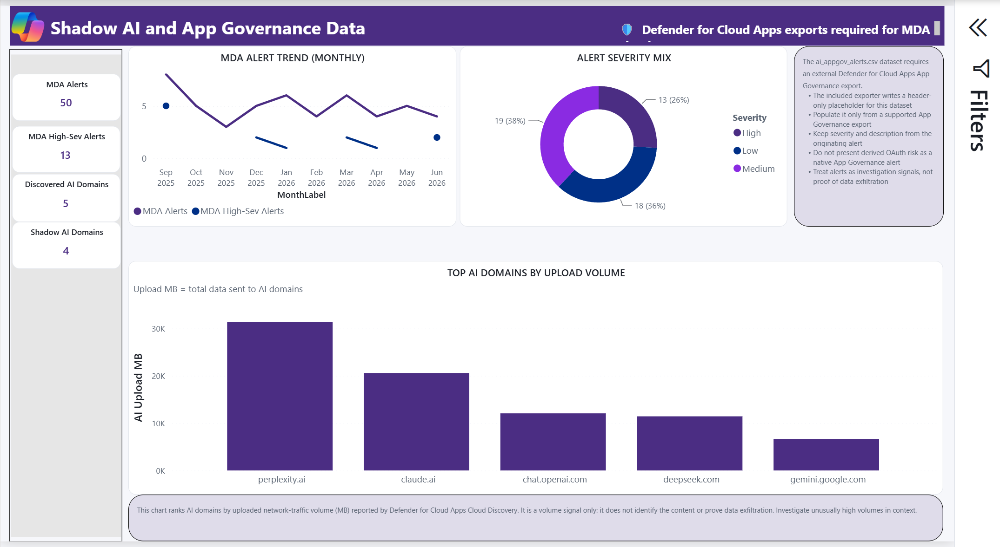 Shadow AI and App Governance Data
Defender for Cloud Apps exports required for MDA
Filters
MDA Alerts
50
MDA High-Sev Alerts
13
Discovered AI Domains
5
Shadow AI Domains
4
MDA ALERT TREND (MONTHLY)
5
0
Sep 2025
Oct 2025
Nov 2025
Dec 2025
Jan 2026
Feb 2026
Mar 2026
Apr 2026
May 2026
Jun 2026
MonthLabel
MDA Alerts
MDA High-Sev Alerts
ALERT SEVERITY MIX
13 (26%)
19 (38%)
18 (36%)
Severity
High
Low
Medium
The ai_appgov_alerts.csv dataset requires
an external Defender for Cloud Apps App
Governance export.
• The included exporter writes a header-
only placeholder for this dataset
• Populate it only from a supported App
Governance export
• Keep severity and description from the
originating alert
• Do not present derived OAuth risk as a
native App Governance alert
• Treat alerts as investigation signals, not
proof of data exfiltration
TOP AI DOMAINS BY UPLOAD VOLUME
Upload MB = total data sent to AI domains
AI Upload MB
30K
20K
10K
0K
perplexity.ai
claude.ai
chat.openai.com
deepseek.com
gemini.google.com
This chart ranks AI domains by uploaded network-traffic volume (MB) reported by Defender for Cloud Apps Cloud Discovery. It is a volume signal only: it does not identify the content or prove data exfiltration. Investigate unusually high volumes in context.